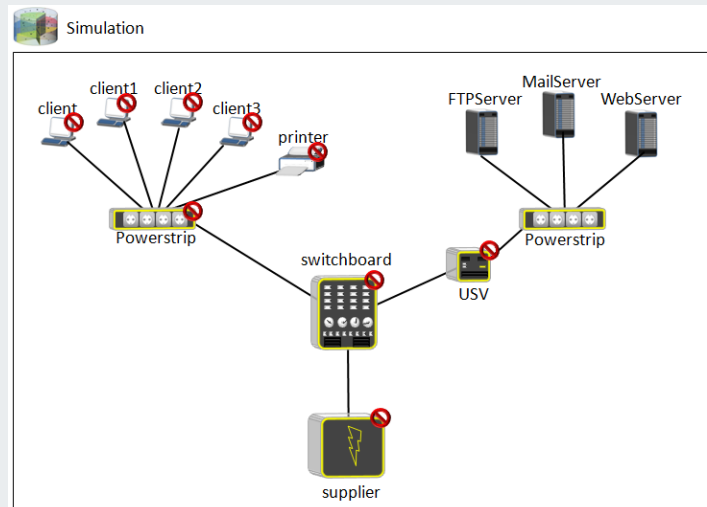 Simulation
client
client1
client2
client3
printer
FTPServer
MailServer
WebServer
Powerstrip
Powerstrip
switchboard
USV
supplier